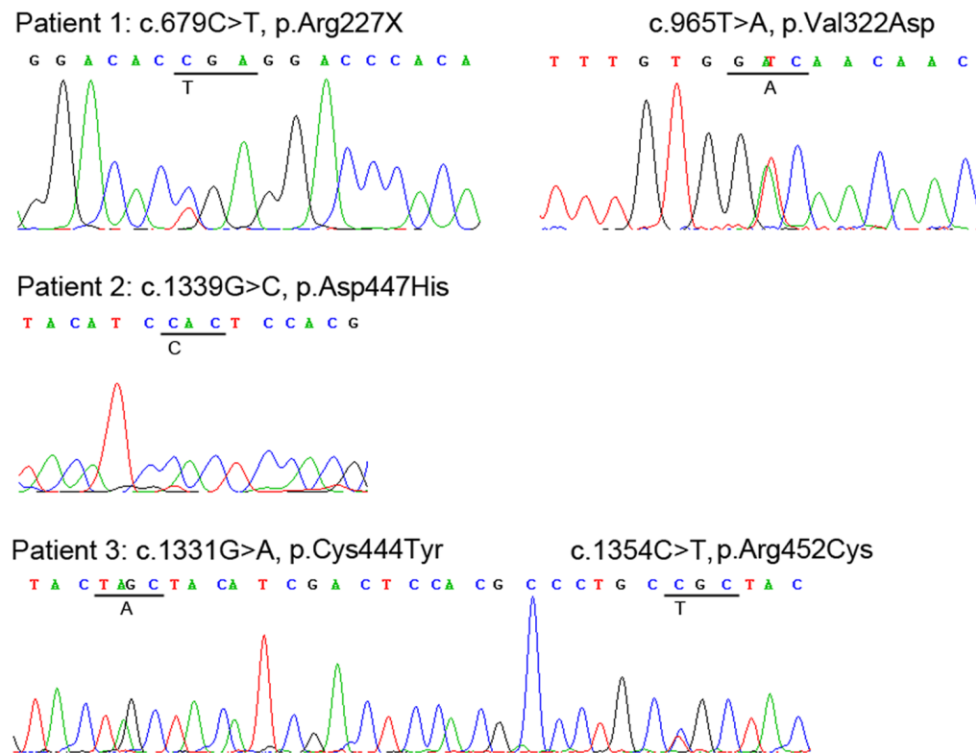 Patient 1: c.679C>T, p.Arg227X
c.965T>A, p.Val322Asp
G G A C A C C G A G G A C C C A C A
T
T T T G T G G A T C A A C A A C
A
Patient 2: c.1339G>C, p.Asp447His
T A C A T C C A C T C C A C G
C
Patient 3: c.1331G>A, p.Cys444Tyr
c.1354C>T, p.Arg452Cys
T A C T A G C T A C A T C G A C T C C A C G C C C T G C C G C T A C
A
T